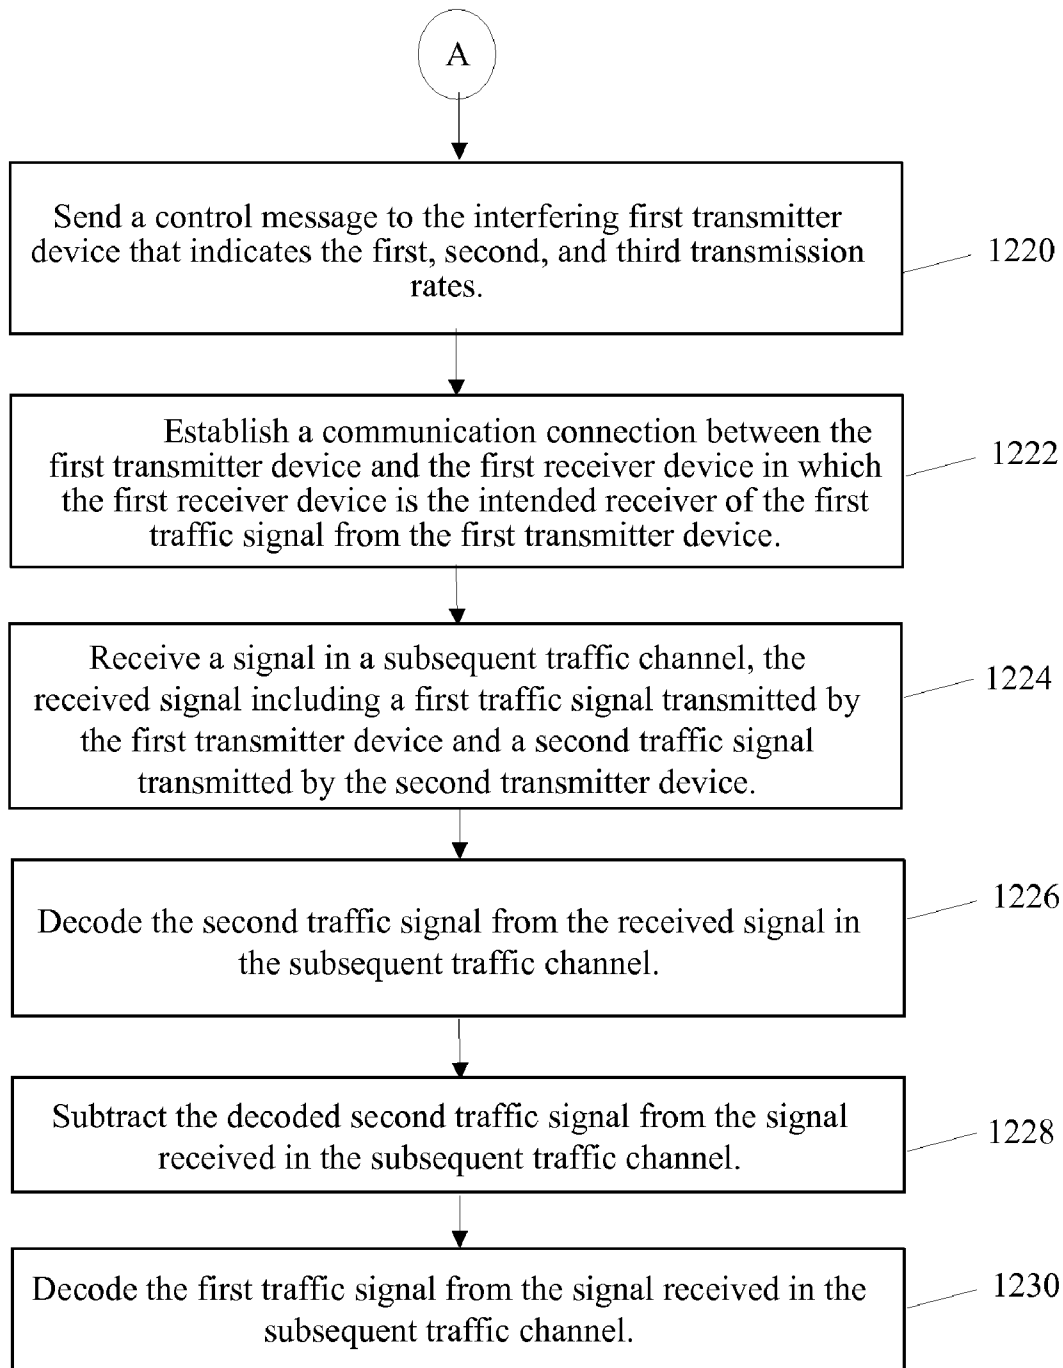 A
Send a control message to the interfering first transmitter
device that indicates the first, second, and third transmission
rates.
1220
Establish a communication connection between the
first transmitter device and the first receiver device in which
the first receiver device is the intended receiver of the first
traffic signal from the first transmitter device.
1222
Receive a signal in a subsequent traffic channel, the
received signal including a first traffic signal transmitted by
the first transmitter device and a second traffic signal
transmitted by the second transmitter device.
1224
Decode the second traffic signal from the received signal in
the subsequent traffic channel.
1226
Subtract the decoded second traffic signal from the signal
received in the subsequent traffic channel.
1228
Decode the first traffic signal from the signal received in the
subsequent traffic channel.
1230